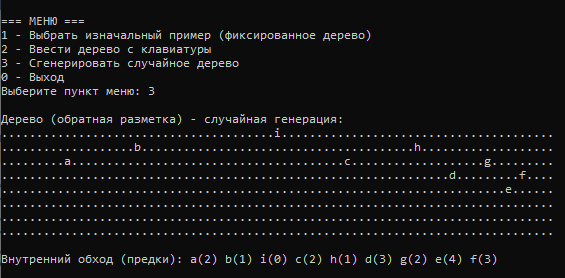 === МЕНЮ ===
1 - Выбрать изначальный пример (фиксированное дерево)
2 - Ввести дерево с клавиатуры
3 - Сгенерировать случайное дерево
0 - Выход
Выберите пункт меню: 3
Дерево (обратная разметка) - случайная генерация:
.......................................i.......................................
...................b.......................................h...................
.........a.......................................c...................g.........
................................................................d.........f....
........................................................................e......
...............................................................................
...............................................................................
...............................................................................
Внутренний обход (предки): a(2) b(1) i(0) c(2) h(1) d(3) g(2) e(4) f(3)